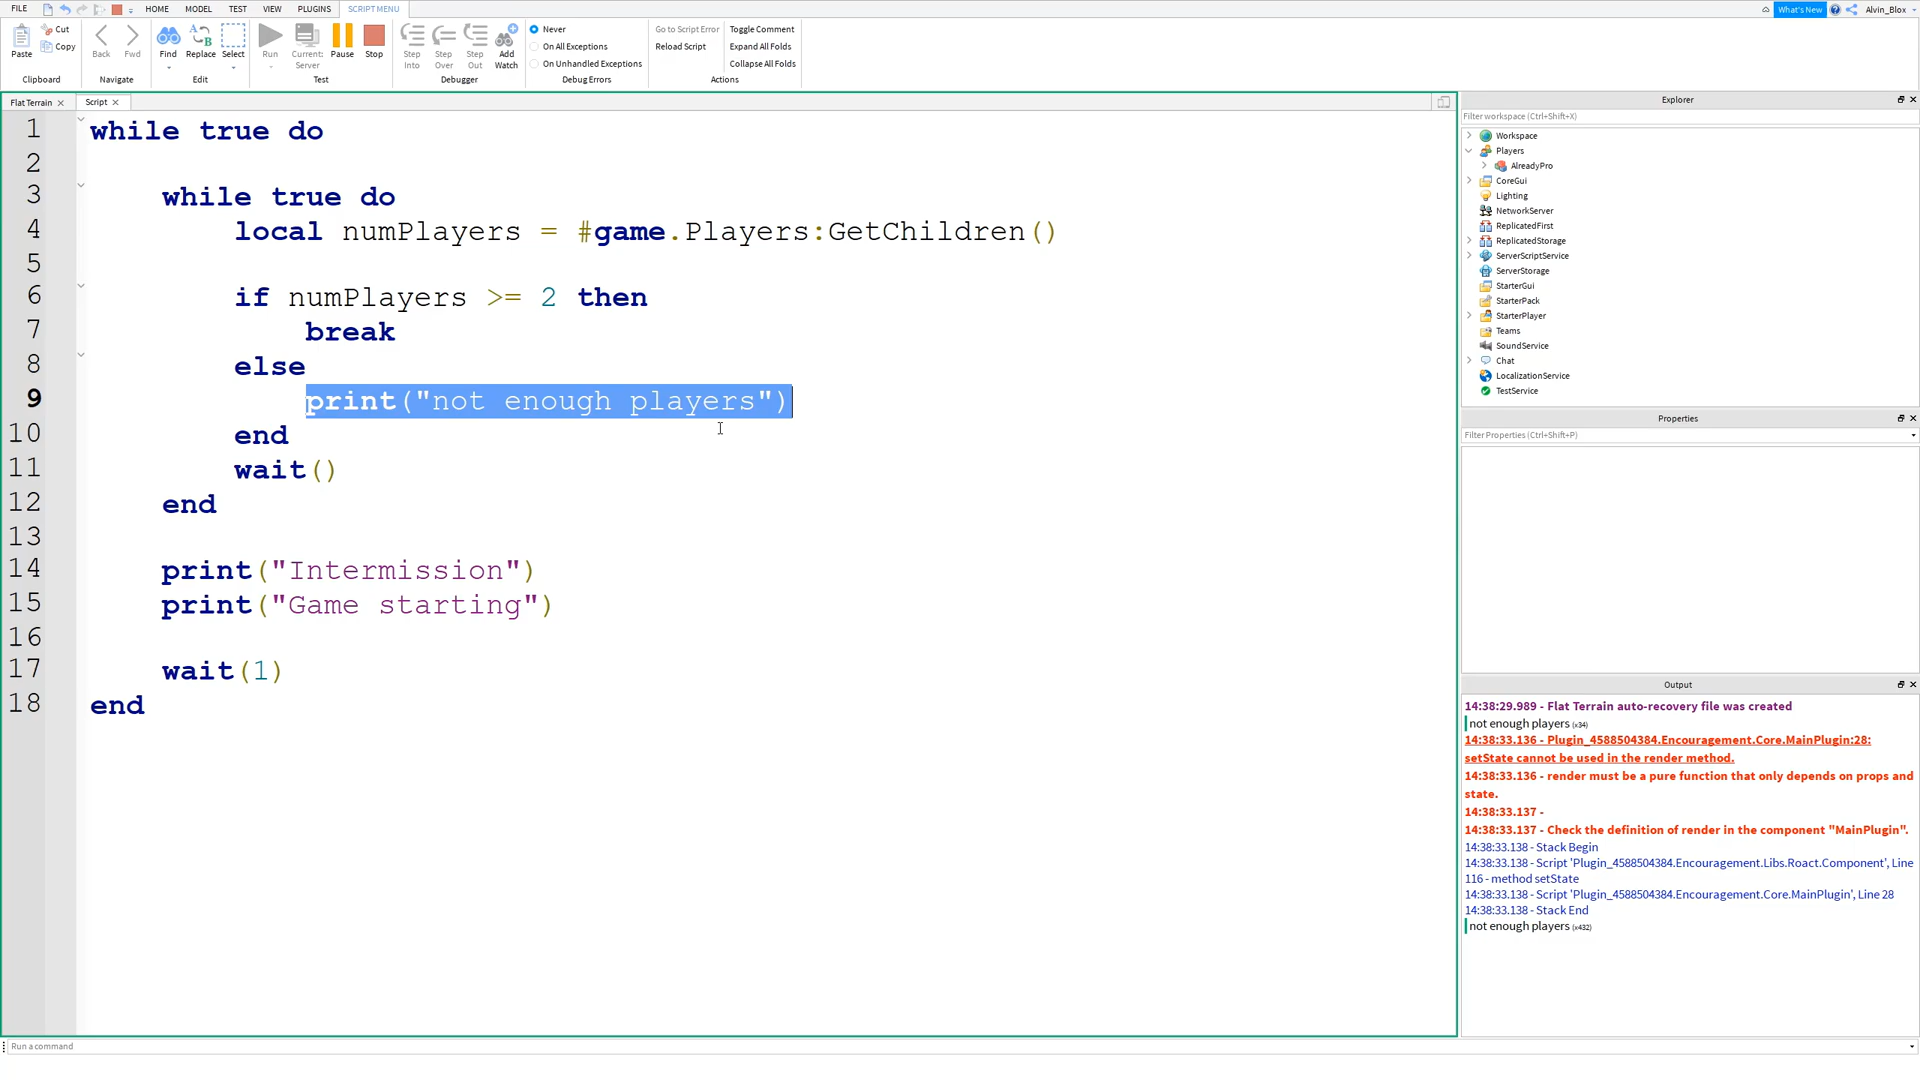 FILE HOME MODEL TEST VIEW PLUGINS SCRIPT MENU What's New Alvin_Blox
Paste Cut Copy Clipboard
Back Fwd Navigate
Find Replace Select Edit
Run Current: Server Pause Stop Test
Step Into Step Over Step Out Add Watch Debugger
Never
On All Exceptions
On Unhandled Exceptions
Debug Errors
Go to Script Error
Reload Script
Toggle Comment
Expand All Folds
Collapse All Folds
Actions
Flat Terrain Script
1 while true do
2
3 while true do
4 local numPlayers = #game.Players:GetChildren()
5
6 if numPlayers >= 2 then
7 break
8 else
9 print("not enough players")
10 end
11 wait()
12 end
13
14 print("Intermission")
15 print("Game starting")
16
17 wait(1)
18 end
Explorer
Filter workspace (Ctrl+Shift+X)
Workspace
Players
AlreadyPro
CoreGui
Lighting
NetworkServer
ReplicatedFirst
ReplicatedStorage
ServerScriptService
ServerStorage
StarterGui
StarterPack
StarterPlayer
Teams
SoundService
Chat
LocalizationService
TestService
Properties
Filter Properties (Ctrl+Shift+P)
Output
14:38:29.989 - Flat Terrain auto-recovery file was created
not enough players (x34)
14:38:33.136 - Plugin_4588504384.Encouragement.Core.MainPlugin:28:
setState cannot be used in the render method.
14:38:33.136 - render must be a pure function that only depends on props and
state.
14:38:33.137 -
14:38:33.137 - Check the definition of render in the component "MainPlugin".
14:38:33.138 - Stack Begin
14:38:33.138 - Script 'Plugin_4588504384.Encouragement.Libs.Roact.Component', Line
116 - method setState
14:38:33.138 - Script 'Plugin_4588504384.Encouragement.Core.MainPlugin', Line 28
14:38:33.138 - Stack End
not enough players (x432)
Run a command